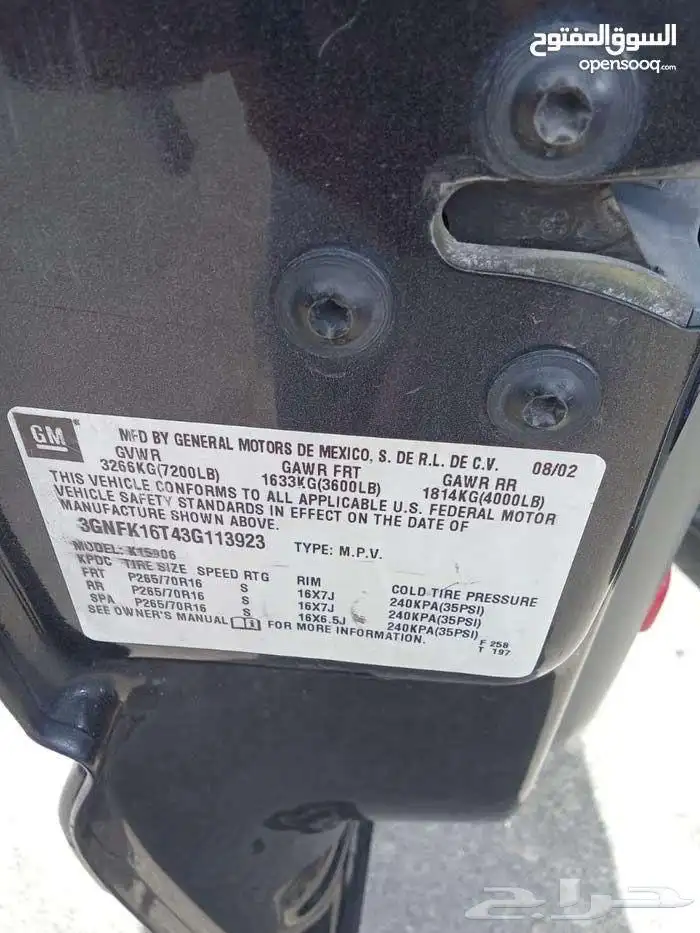 السوق المفتوح
opensooq.com
GM
MFD BY GENERAL MOTORS DE MEXICO, S. DE R.L. DE C.V. 08/02
GVWR GAWR FRT GAWR RR
3266KG(7200LB) 1633KG(3600LB) 1814KG(4000LB)
THIS VEHICLE CONFORMS TO ALL APPLICABLE U.S. FEDERAL MOTOR
VEHICLE SAFETY STANDARDS IN EFFECT ON THE DATE OF
MANUFACTURE SHOWN ABOVE.
3GNFK16T43G113923 TYPE: M.P.V.
MODEL: K15906
KPDC TIRE SIZE SPEED RTG RIM COLD TIRE PRESSURE
FRT P265/70R16 S 16X7J 240KPA(35PSI)
RR P265/70R16 S 16X7J 240KPA(35PSI)
SPA P265/70R16 S 16X6.5J 240KPA(35PSI)
SEE OWNER'S MANUAL FOR MORE INFORMATION.
F 258
T 197
حراج